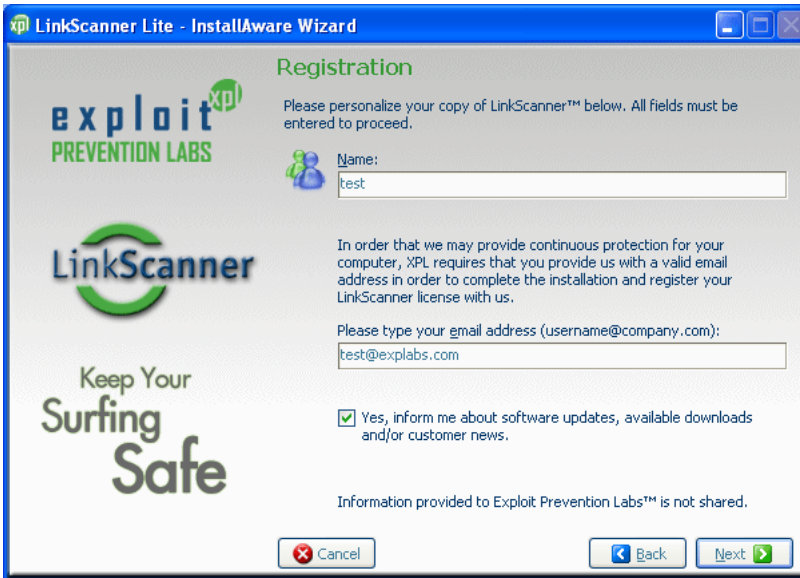 xpl LinkScanner Lite - InstallAware Wizard
exploit xpl
PREVENTION LABS
LinkScanner
Keep Your
Surfing
Safe
Registration
Please personalize your copy of LinkScanner™ below. All fields must be
entered to proceed.
Name:
test
In order that we may provide continuous protection for your
computer, XPL requires that you provide us with a valid email
address in order to complete the installation and register your
LinkScanner license with us.
Please type your email address (username@company.com):
test@explabs.com
Yes, inform me about software updates, available downloads
and/or customer news.
Information provided to Exploit Prevention Labs™ is not shared.
Cancel
Back
Next